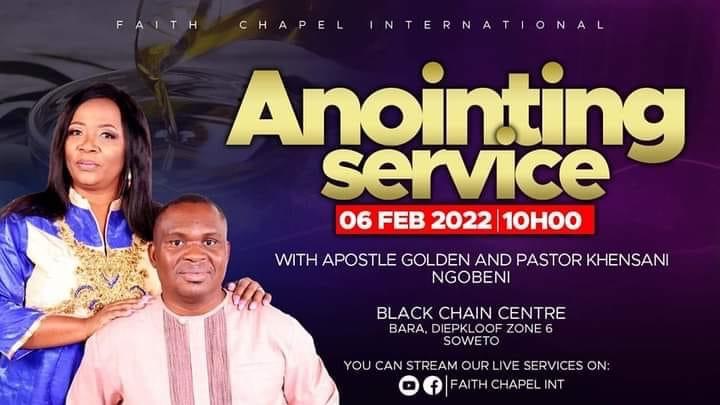 FAITH CHAPEL INTERNATIONAL
Anointing
service
06 FEB 2022 | 10H00
WITH APOSTLE GOLDEN AND PASTOR KHENSANI
NGOBENI
BLACK CHAIN CENTRE
BARA, DIEPKLOOF ZONE 6
SOWETO
YOU CAN STREAM OUR LIVE SERVICES ON:
FAITH CHAPEL INT